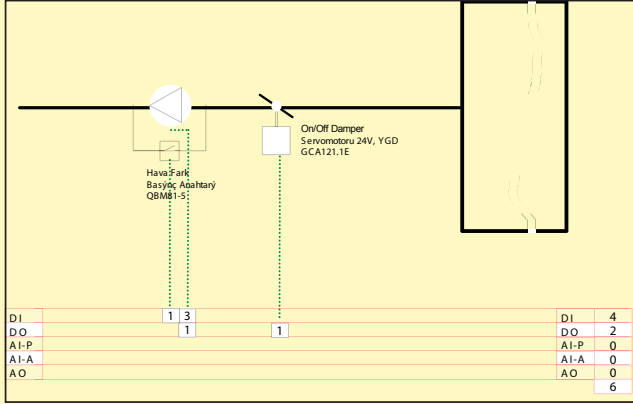 On/Off Damper
Servomotoru 24V, YGD
GCA121.1E
Hava Fark
Basýnç Anahtarý
QBM81-5
DI 1 3 DI 4
DO 1 1 DO 2
AI-P AI-P 0
AI-A AI-A 0
AO AO 0
6